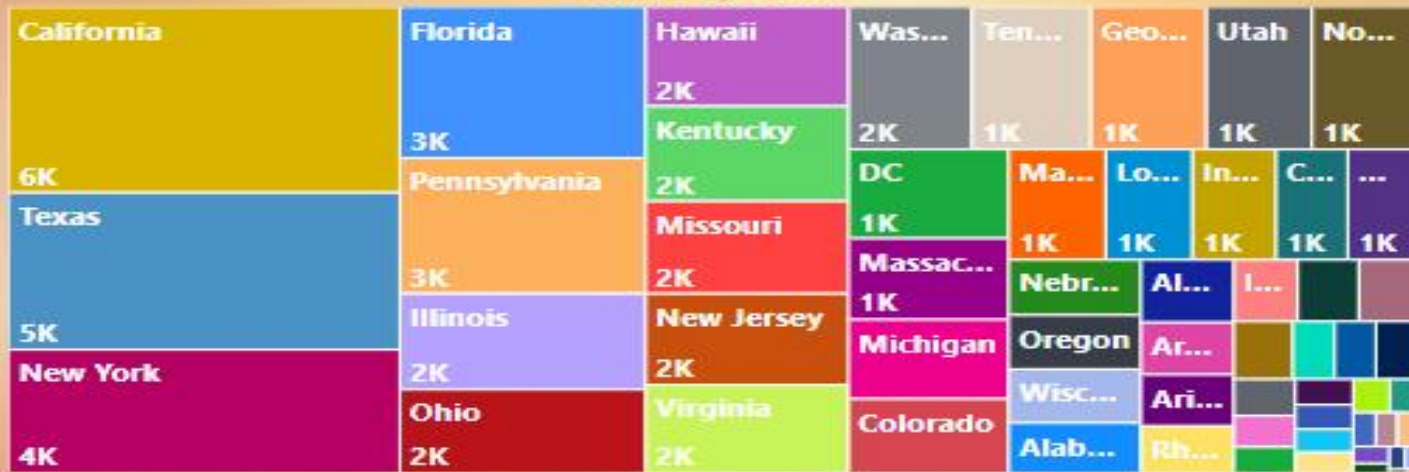 California
6K
Texas
5K
New York
4K
Florida
3K
Pennsylvania
3K
Illinois
2K
Ohio
2K
Hawaii
2K
Kentucky
2K
Missouri
2K
New Jersey
2K
Virginia
2K
Was...
2K
Ten...
1K
Geo...
1K
Utah
1K
No...
1K
DC
1K
Massac...
1K
Michigan
Colorado
Ma...
1K
Lo...
1K
In...
1K
C...
1K
...
1K
Nebr...
Oregon
Wisc...
Alab...
Al...
Ar...
Ari...
Rh...
I...